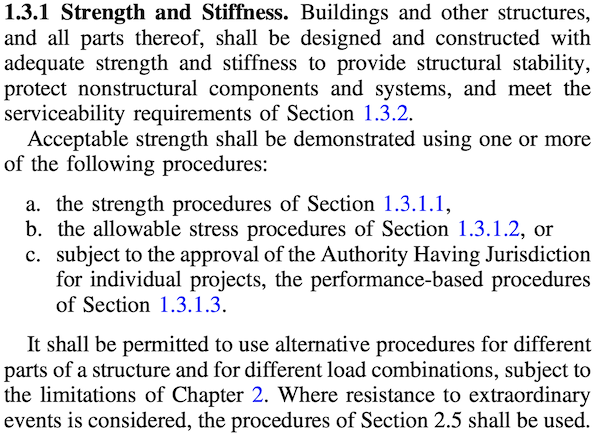 1.3.1 Strength and Stiffness. Buildings and other structures,
and all parts thereof, shall be designed and constructed with
adequate strength and stiffness to provide structural stability,
protect nonstructural components and systems, and meet the
serviceability requirements of Section 1.3.2.
Acceptable strength shall be demonstrated using one or more
of the following procedures:
a. the strength procedures of Section 1.3.1.1,
b. the allowable stress procedures of Section 1.3.1.2, or
c. subject to the approval of the Authority Having Jurisdiction
for individual projects, the performance-based procedures
of Section 1.3.1.3.
It shall be permitted to use alternative procedures for different
parts of a structure and for different load combinations, subject to
the limitations of Chapter 2. Where resistance to extraordinary
events is considered, the procedures of Section 2.5 shall be used.